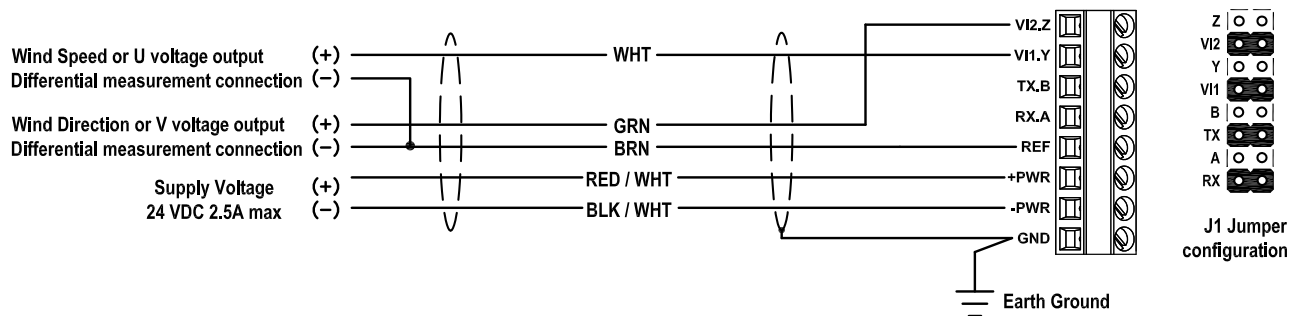 Wind Speed or U voltage output (+)
Differential measurement connection (−)
Wind Direction or V voltage output (+)
Differential measurement connection (−)
Supply Voltage (+)
24 VDC 2.5A max (−)
WHT
GRN
BRN
RED / WHT
BLK / WHT
VI2.Z
VI1.Y
TX.B
RX.A
REF
+PWR
-PWR
GND
Earth Ground
Z
VI2
Y
VI1
B
TX
A
RX
J1 Jumper
configuration